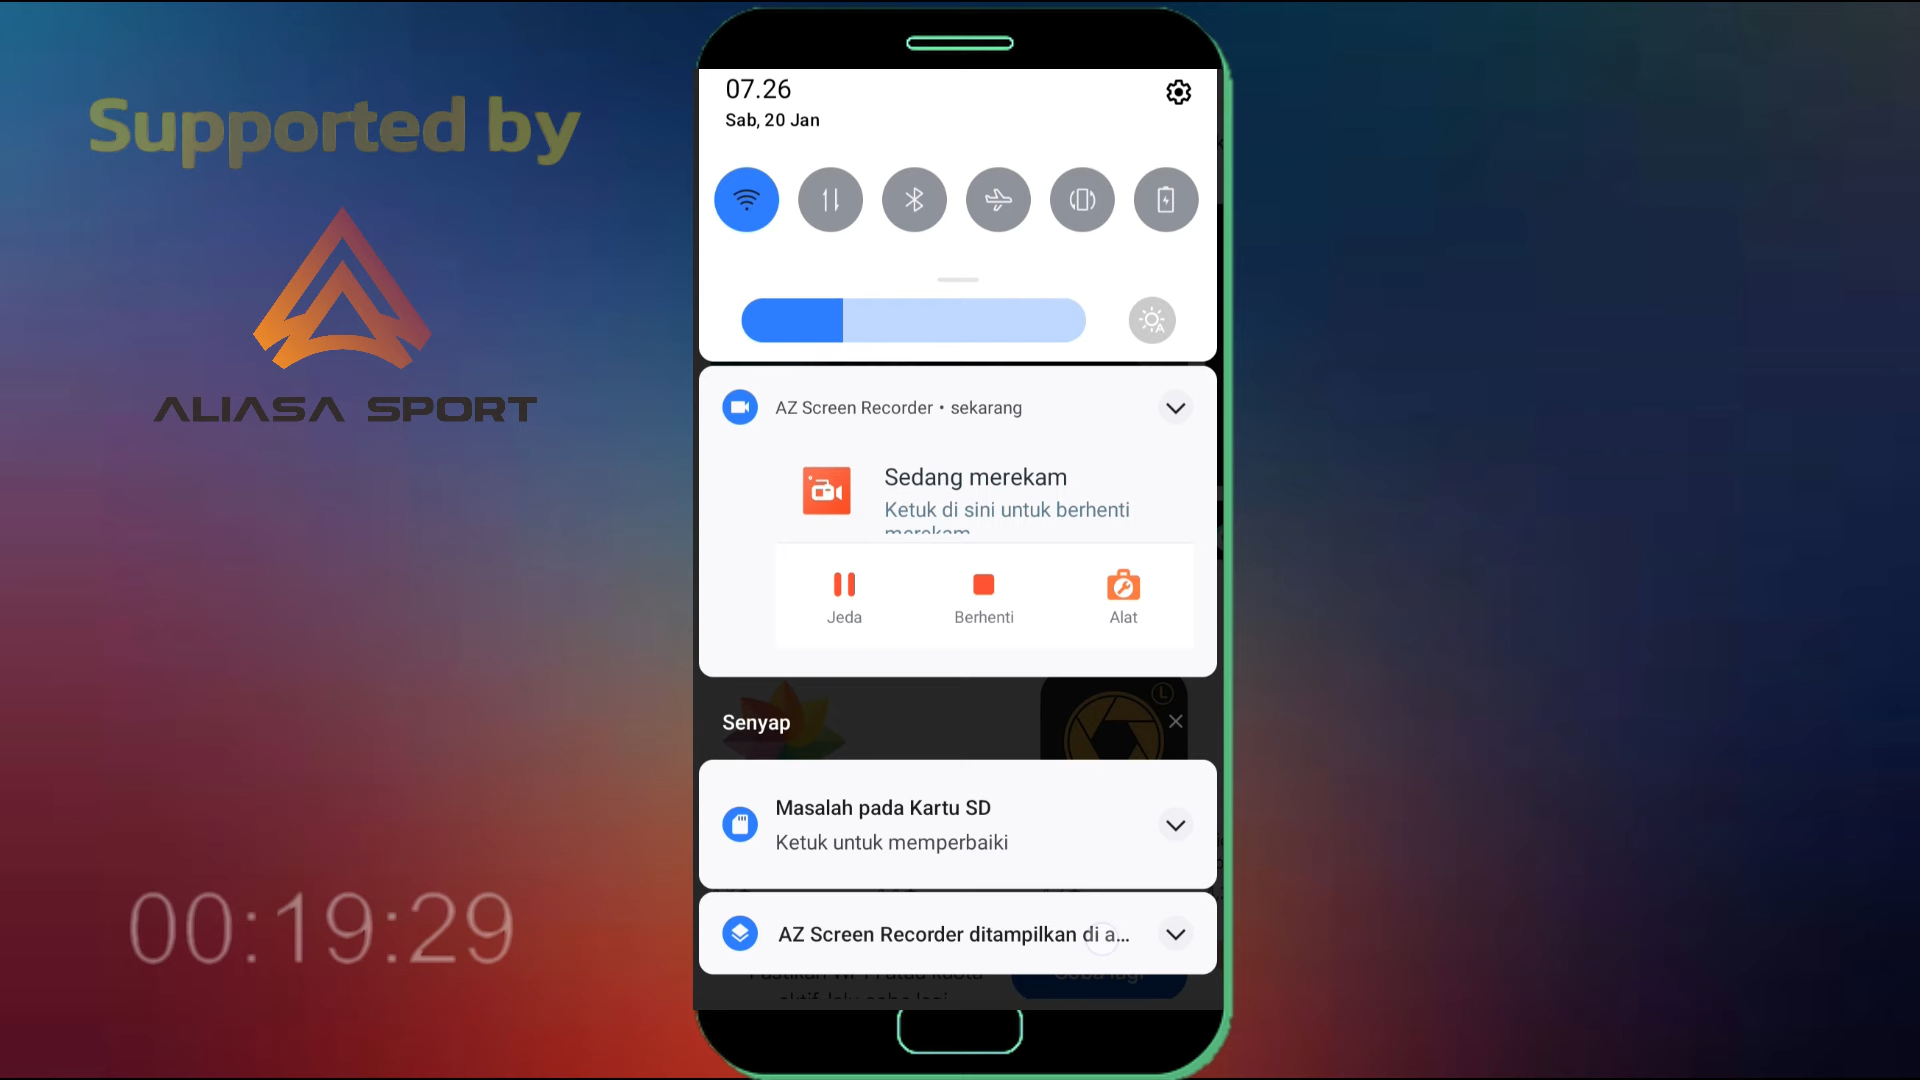 Supported by
ALIASA SPORT
00:19:29
07.26
Sab, 20 Jan
AZ Screen Recorder • sekarang
Sedang merekam
Ketuk di sini untuk berhenti
merekam
Jeda
Berhenti
Alat
Senyap
Masalah pada Kartu SD
Ketuk untuk memperbaiki
AZ Screen Recorder ditampilkan di a...